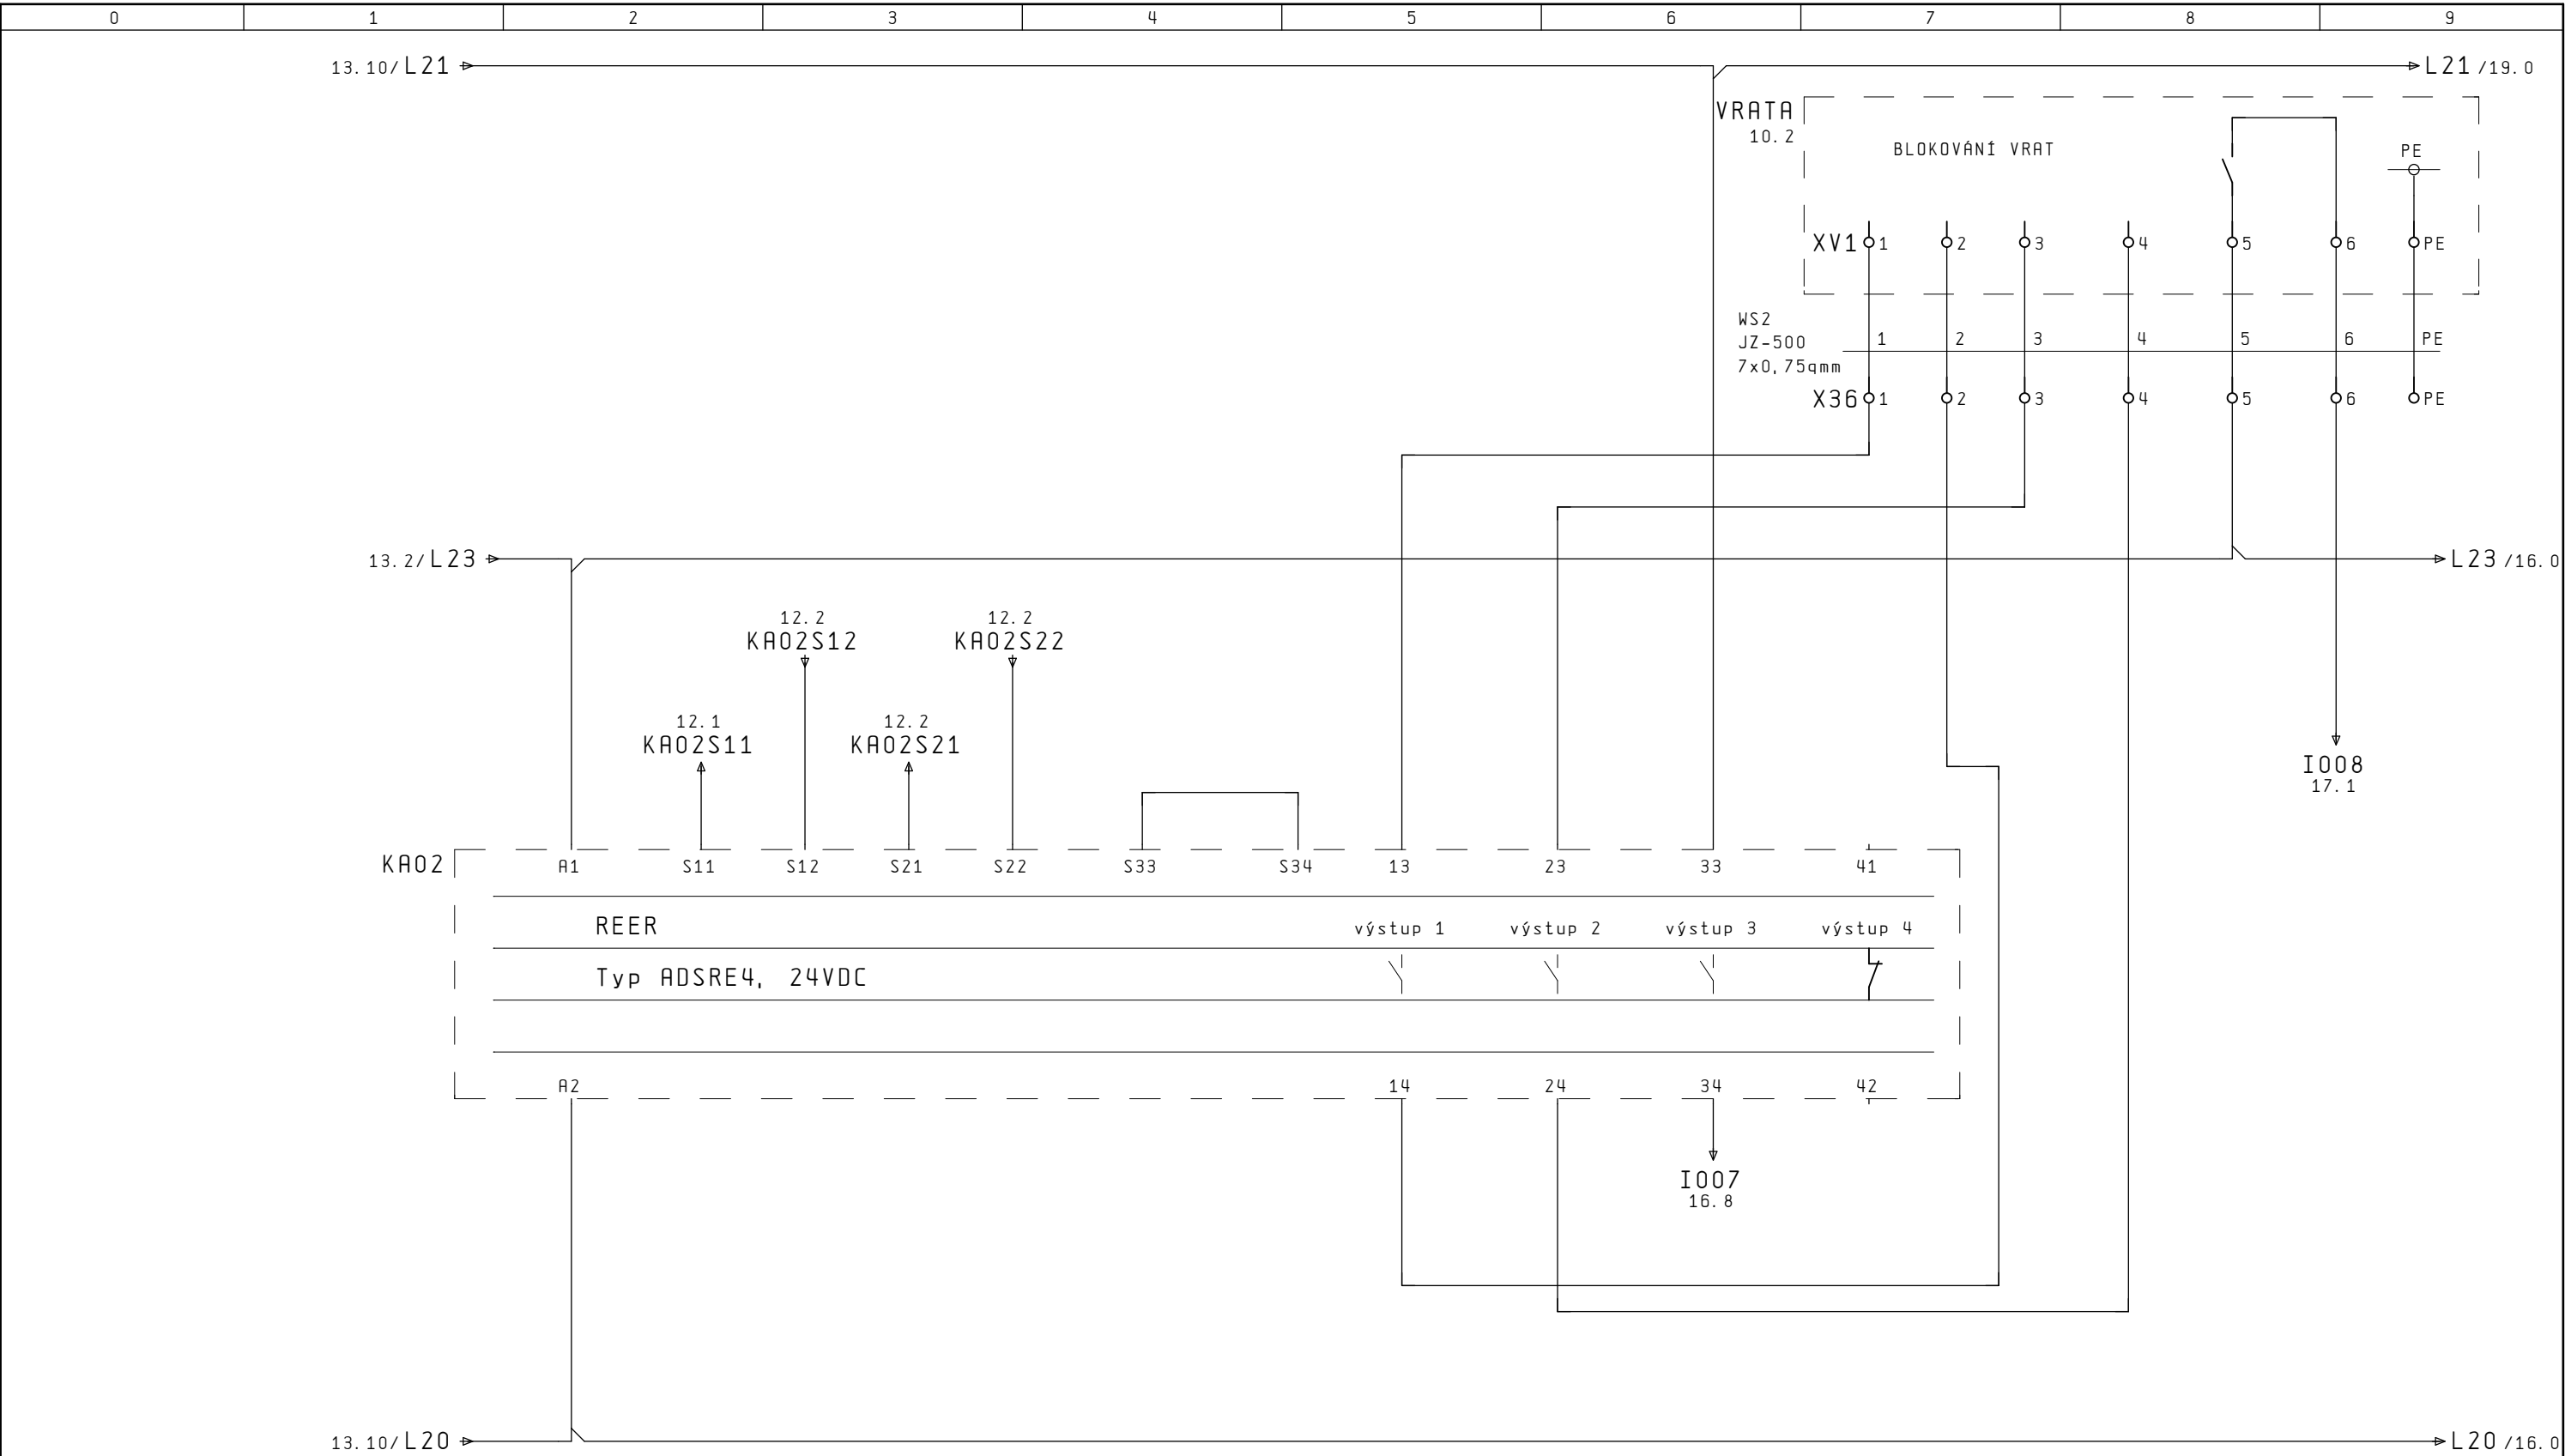 0 1 2 3 4 5 6 7 8 9
13.10/L21 L21/19.0
VRATA
10.2
BLOKOVÁNÍ VRAT PE
XV1 1 2 3 4 5 6 PE
WS2
JZ-500 1 2 3 4 5 6 PE
7x0,75qmm
X36 1 2 3 4 5 6 PE
13.2/L23 L23/16.0
12.2 12.2
KA02S12 KA02S22
12.1 12.2
KA02S11 KA02S21
I008
17.1
KA02 A1 S11 S12 S21 S22 S33 S34 13 23 33 41
REER výstup 1 výstup 2 výstup 3 výstup 4
Typ ADSRE4, 24VDC
A2 14 24 34 42
I007
16.8
13.10/L20 L20/16.0